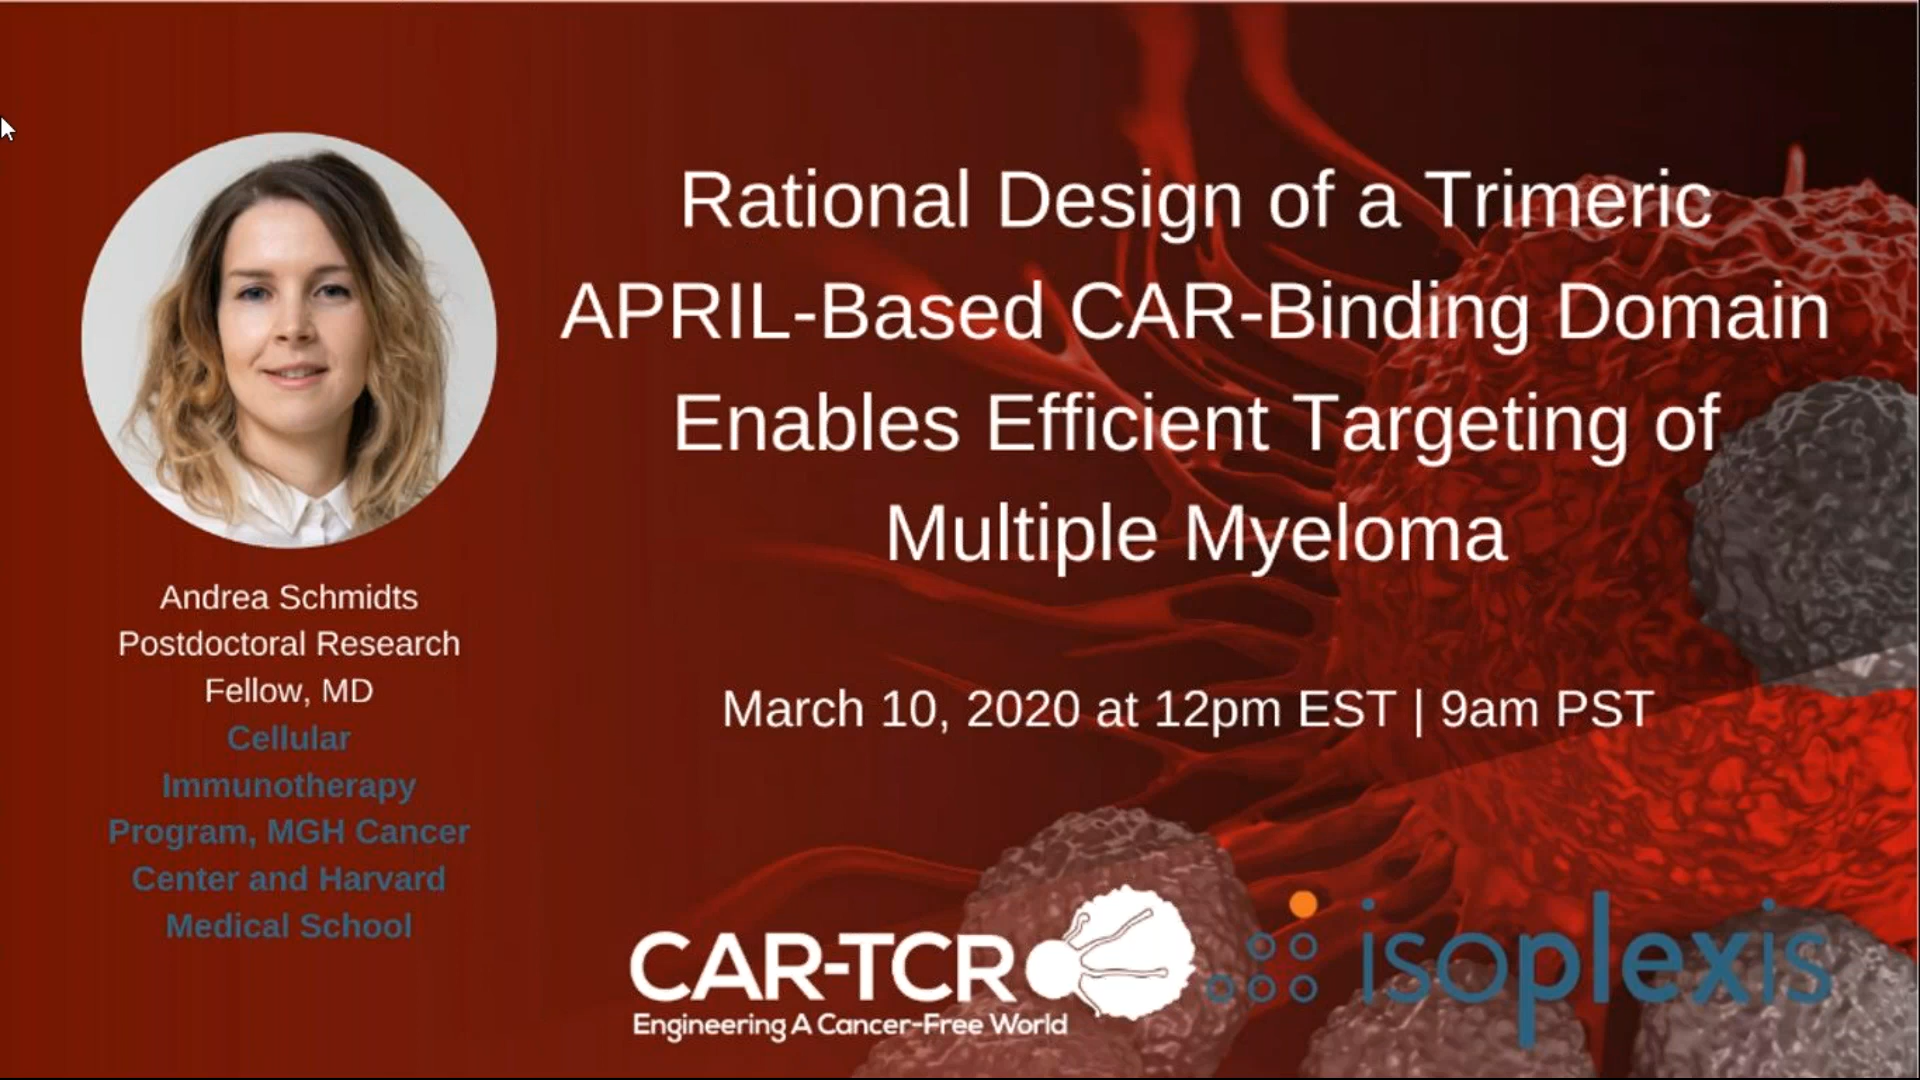 Rational Design of a Trimeric
APRIL-Based CAR-Binding Domain
Enables Efficient Targeting of
Multiple Myeloma
Andrea Schmidts
Postdoctoral Research
Fellow, MD
Cellular
Immunotherapy
Program, MGH Cancer
Center and Harvard
Medical School
March 10, 2020 at 12pm EST | 9am PST
CAR-TCR
Engineering A Cancer-Free World
isoplexis